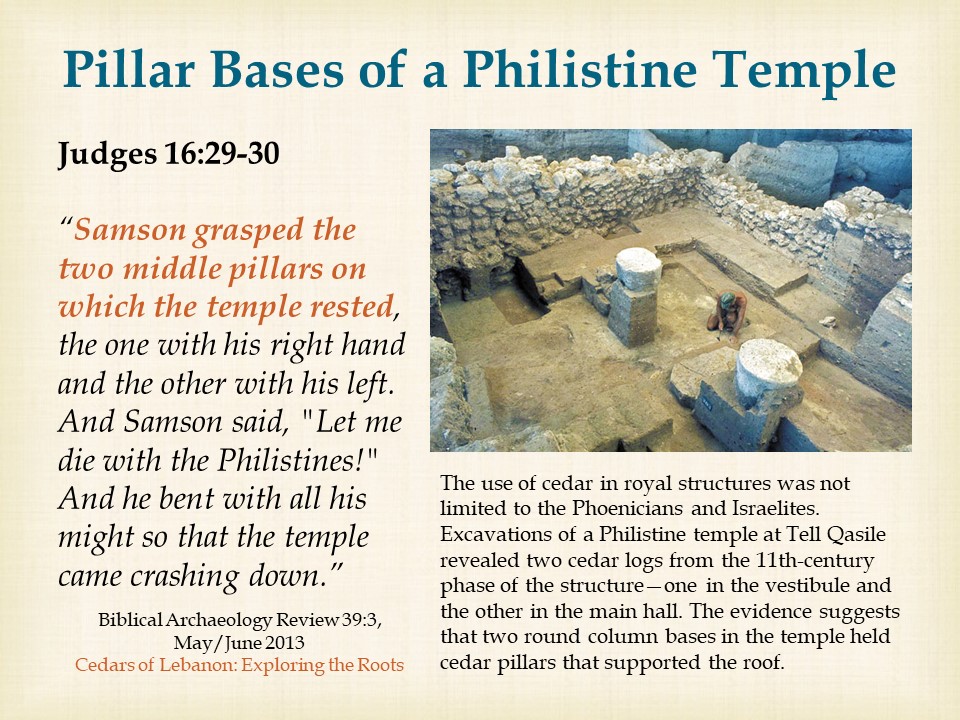 Pillar Bases of a Philistine Temple
Judges 16:29-30
“Samson grasped the
two middle pillars on
which the temple rested,
the one with his right hand
and the other with his left.
And Samson said, "Let me
die with the Philistines!"
And he bent with all his
might so that the temple
came crashing down.”
Biblical Archaeology Review 39:3,
May/June 2013
Cedars of Lebanon: Exploring the Roots
The use of cedar in royal structures was not
limited to the Phoenicians and Israelites.
Excavations of a Philistine temple at Tell Qasile
revealed two cedar logs from the 11th-century
phase of the structure—one in the vestibule and
the other in the main hall. The evidence suggests
that two round column bases in the temple held
cedar pillars that supported the roof.